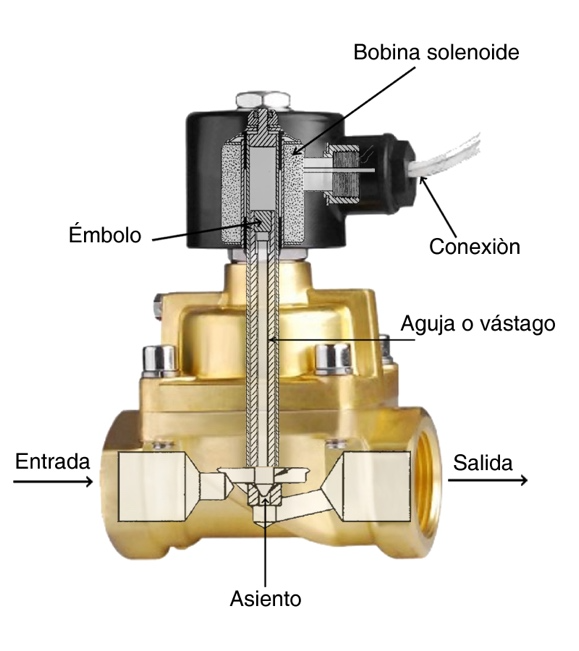 Bobina solenoide
Émbolo
Conexiòn
Aguja o vástago
Entrada
Salida
Asiento